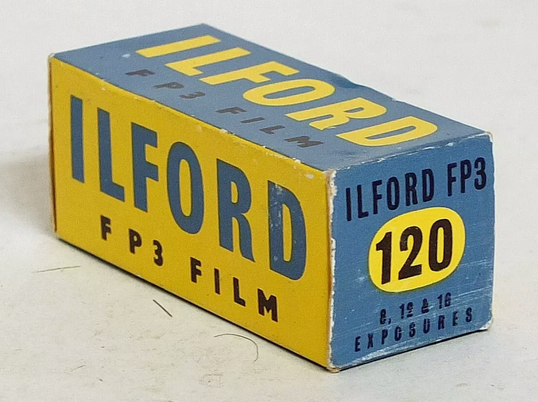 ILFORD
FP3 FILM
ILFORD
FP3 FILM
ILFORD FP3
120
8, 12 & 16
EXPOSURES